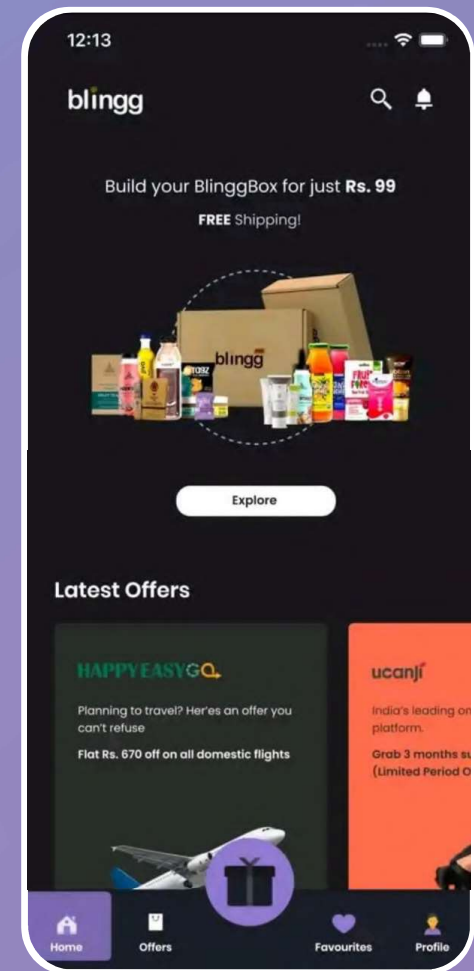 12:13
blingg
Build your BlinggBox for just Rs. 99
FREE Shipping!
blingg
Explore
Latest Offers
HAPPYEASYGO
Planning to travel? Her'es an offer you
can't refuse
Flat Rs. 670 off on all domestic flights
ucanji
India's leading on
platform.
Grab 3 months su
(Limited Period O
Home
Offers
Favourites
Profile